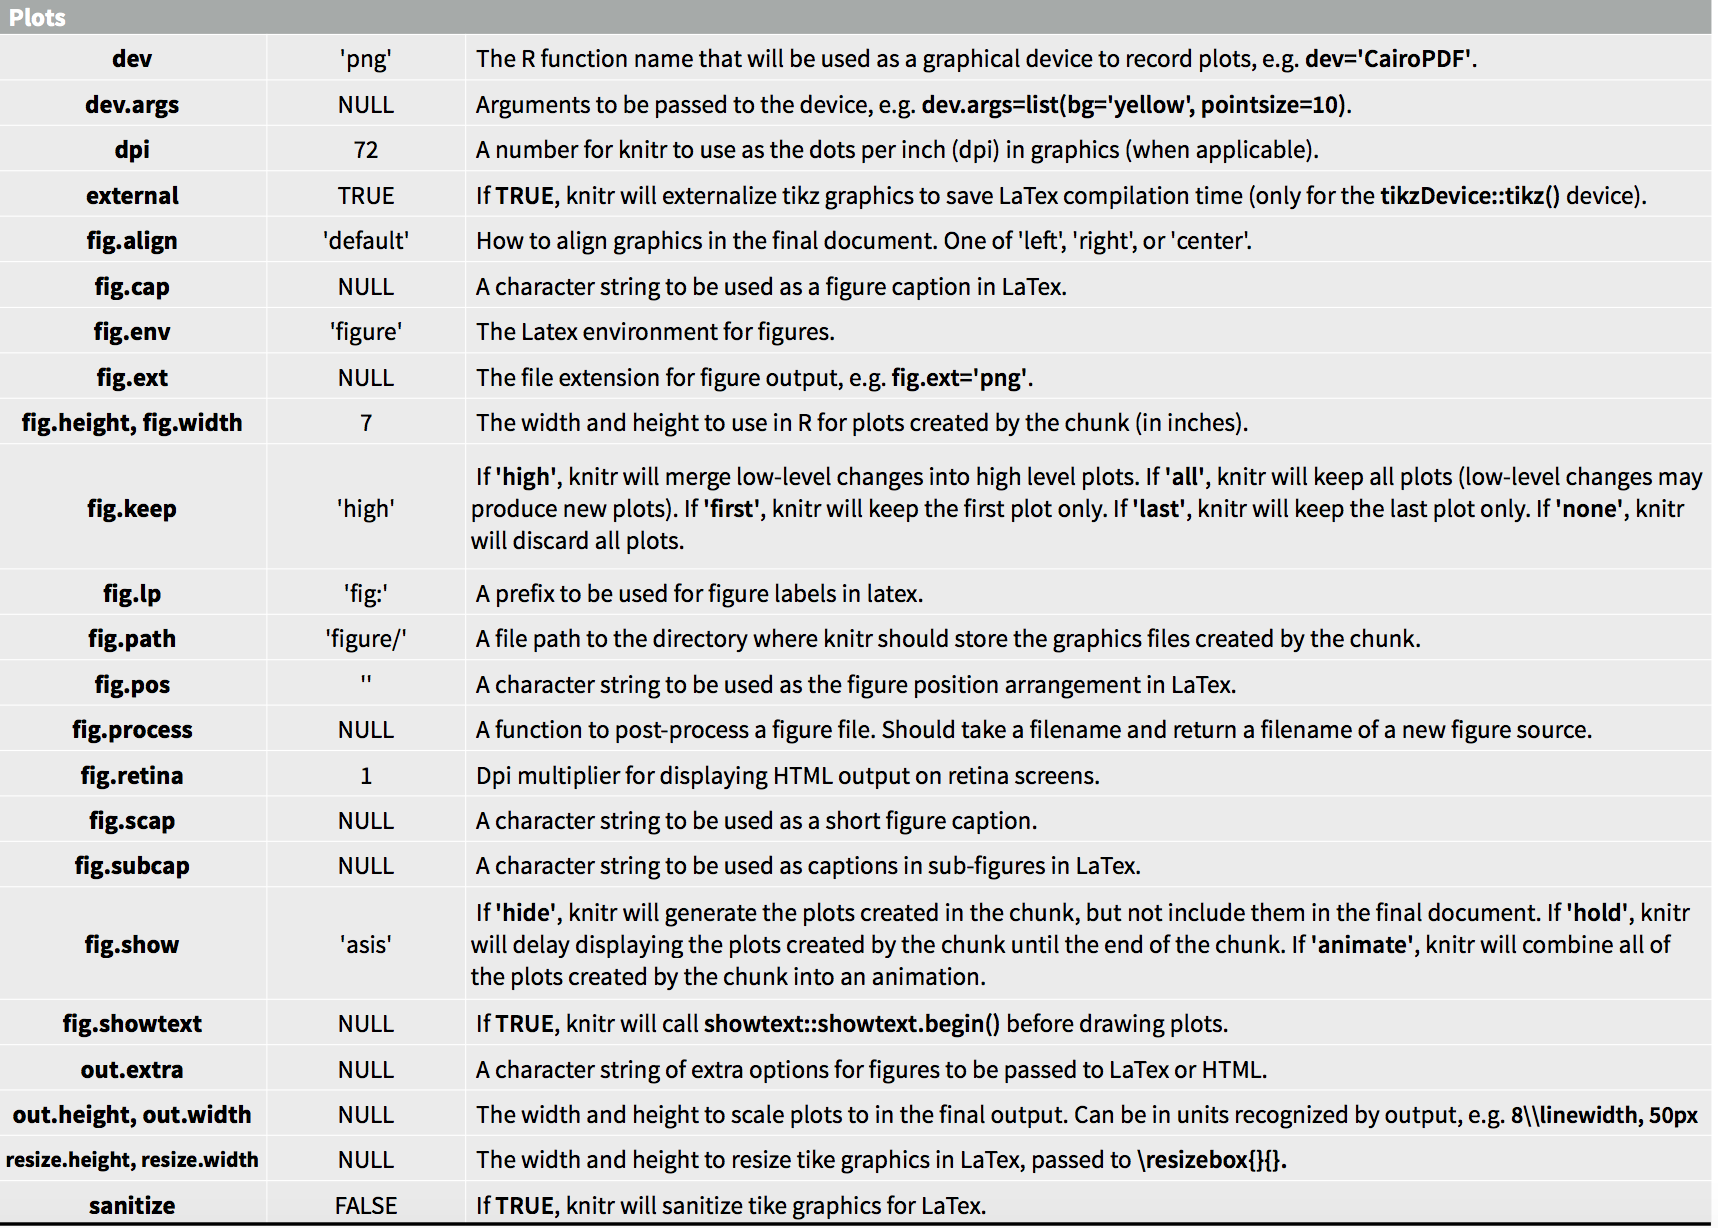 Plots
dev 'png' The R function name that will be used as a graphical device to record plots, e.g. dev='CairoPDF'.
dev.args NULL Arguments to be passed to the device, e.g. dev.args=list(bg='yellow', pointsize=10).
dpi 72 A number for knitr to use as the dots per inch (dpi) in graphics (when applicable).
external TRUE If TRUE, knitr will externalize tikz graphics to save LaTex compilation time (only for the tikzDevice::tikz() device).
fig.align 'default' How to align graphics in the final document. One of 'left', 'right', or 'center'.
fig.cap NULL A character string to be used as a figure caption in LaTex.
fig.env 'figure' The Latex environment for figures.
fig.ext NULL The file extension for figure output, e.g. fig.ext='png'.
fig.height, fig.width 7 The width and height to use in R for plots created by the chunk (in inches).
fig.keep 'high' If 'high', knitr will merge low-level changes into high level plots. If 'all', knitr will keep all plots (low-level changes may
produce new plots). If 'first', knitr will keep the first plot only. If 'last', knitr will keep the last plot only. If 'none', knitr
will discard all plots.
fig.lp 'fig:' A prefix to be used for figure labels in latex.
fig.path 'figure/' A file path to the directory where knitr should store the graphics files created by the chunk.
fig.pos '' A character string to be used as the figure position arrangement in LaTex.
fig.process NULL A function to post-process a figure file. Should take a filename and return a filename of a new figure source.
fig.retina 1 Dpi multiplier for displaying HTML output on retina screens.
fig.scap NULL A character string to be used as a short figure caption.
fig.subcap NULL A character string to be used as captions in sub-figures in LaTex.
fig.show 'asis' If 'hide', knitr will generate the plots created in the chunk, but not include them in the final document. If 'hold', knitr
will delay displaying the plots created by the chunk until the end of the chunk. If 'animate', knitr will combine all of
the plots created by the chunk into an animation.
fig.showtext NULL If TRUE, knitr will call showtext::showtext.begin() before drawing plots.
out.extra NULL A character string of extra options for figures to be passed to LaTex or HTML.
out.height, out.width NULL The width and height to scale plots to in the final output. Can be in units recognized by output, e.g. 8\\linewidth, 50px
resize.height, resize.width NULL The width and height to resize tike graphics in LaTex, passed to \resizebox{}{}.
sanitize FALSE If TRUE, knitr will sanitize tike graphics for LaTex.